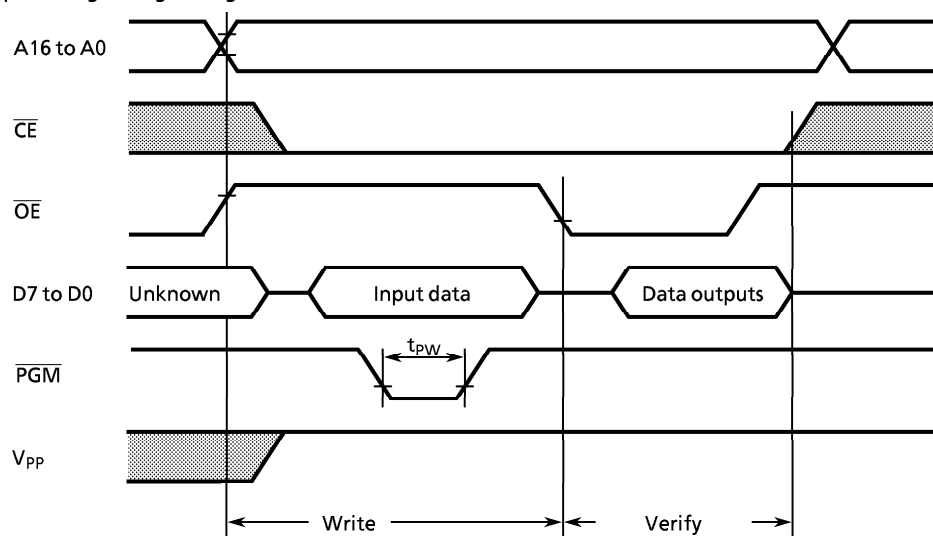 A16 to A0
CE
OE
D7 to D0 Unknown Input data Data outputs
tPW
PGM
VPP
Write Verify